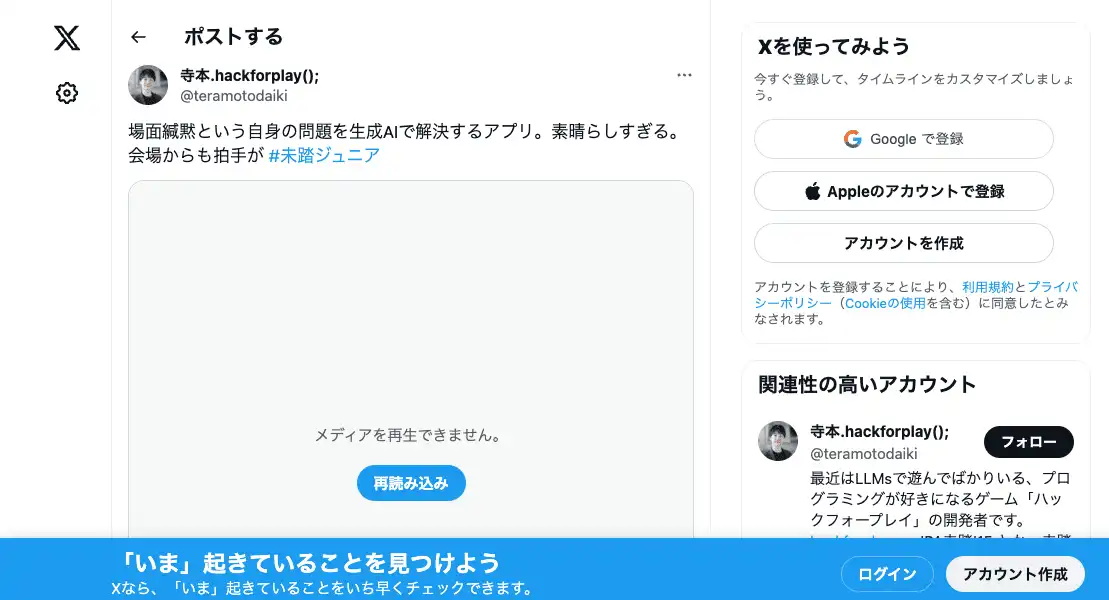 ポストする
寺本.hackforplay();
@teramotodaiki
場面緘黙という自身の問題を生成AIで解決するアプリ。素晴らしすぎる。
会場からも拍手が #未踏ジュニア
メディアを再生できません。
再読み込み
Xを使ってみよう
今すぐ登録して、タイムラインをカスタマイズしましょ
う。
Google で登録
Appleのアカウントで登録
アカウントを作成
アカウントを登録することにより、利用規約とプライバ
シーポリシー（Cookieの使用を含む）に同意したとみ
なされます。
関連性の高いアカウント
寺本.hackforplay();
@teramotodaiki
フォロー
最近はLLMsで遊んでばかりいる、プロ
グラミングが好きになるゲーム「ハッ
クフォープレイ」の開発者です。
「いま」起きていることを見つけよう
Xなら、「いま」起きていることをいち早くチェックできます。
ログイン
アカウント作成